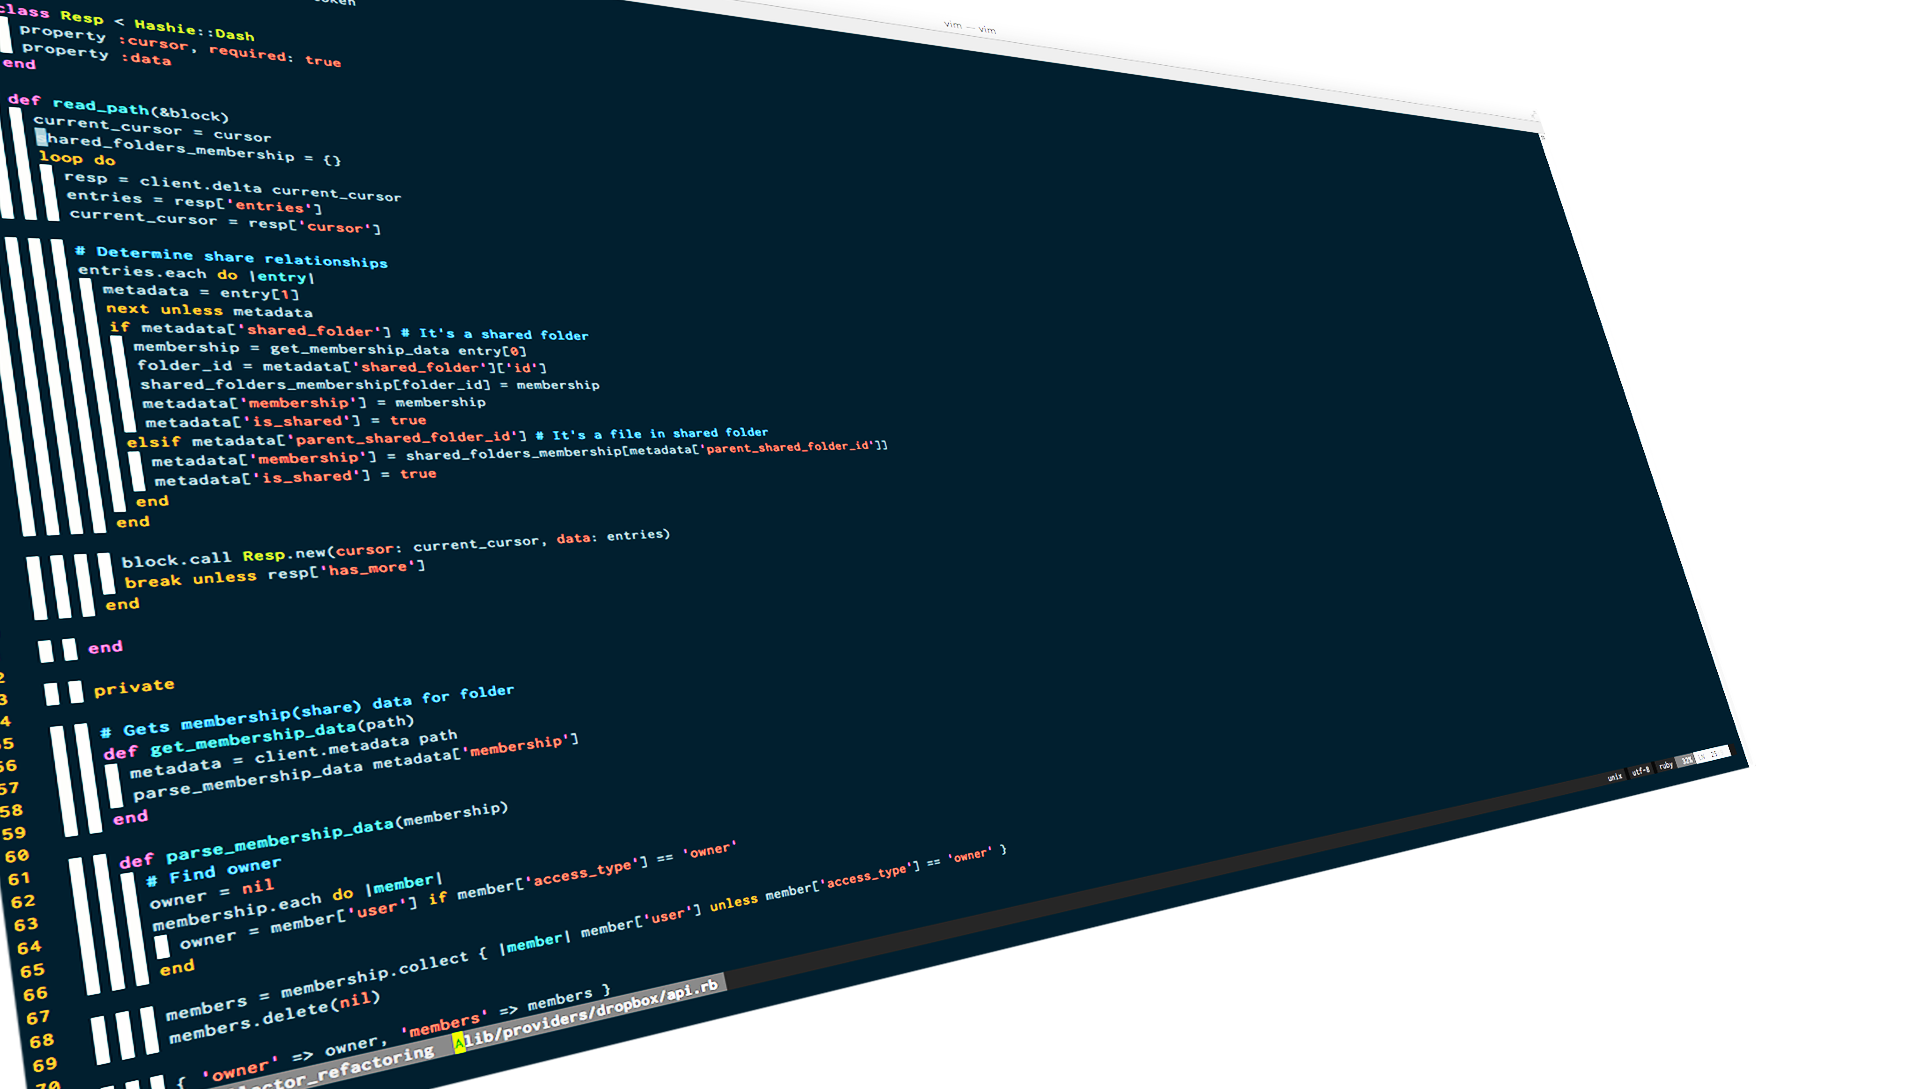 vim — vim
class Resp < Hashie::Dash
property :cursor, required: true
property :data
end
def read_path(&block)
current_cursor = cursor
shared_folders_membership = {}
loop do
resp = client.delta current_cursor
entries = resp['entries']
current_cursor = resp['cursor']
# Determine share relationships
entries.each do |entry|
metadata = entry[1]
next unless metadata
if metadata['shared_folder'] # It's a shared folder
membership = get_membership_data entry[0]
folder_id = metadata['shared_folder']['id']
shared_folders_membership[folder_id] = membership
metadata['membership'] = membership
metadata['is_shared'] = true
elsif metadata['parent_shared_folder_id'] # It's a file in shared folder
metadata['membership'] = shared_folders_membership[metadata['parent_shared_folder_id']]
metadata['is_shared'] = true
end
end
block.call Resp.new(cursor: current_cursor, data: entries)
break unless resp['has_more']
end
end
private
# Gets membership(share) data for folder
def get_membership_data(path)
56 metadata = client.metadata path
57 parse_membership_data metadata['membership']
58 end
59
60 def parse_membership_data(membership)
61 # Find owner
62 owner = nil
63 membership.each do |member|
64 owner = member['user'] if member['access_type'] == 'owner'
65 end
66
67 members = membership.collect { |member| member['user'] unless member['access_type'] == 'owner' }
68 members.delete(nil)
69
70 { 'owner' => owner, 'members' => members }
lib/providers/dropbox/api.rb unix utf-8 ruby